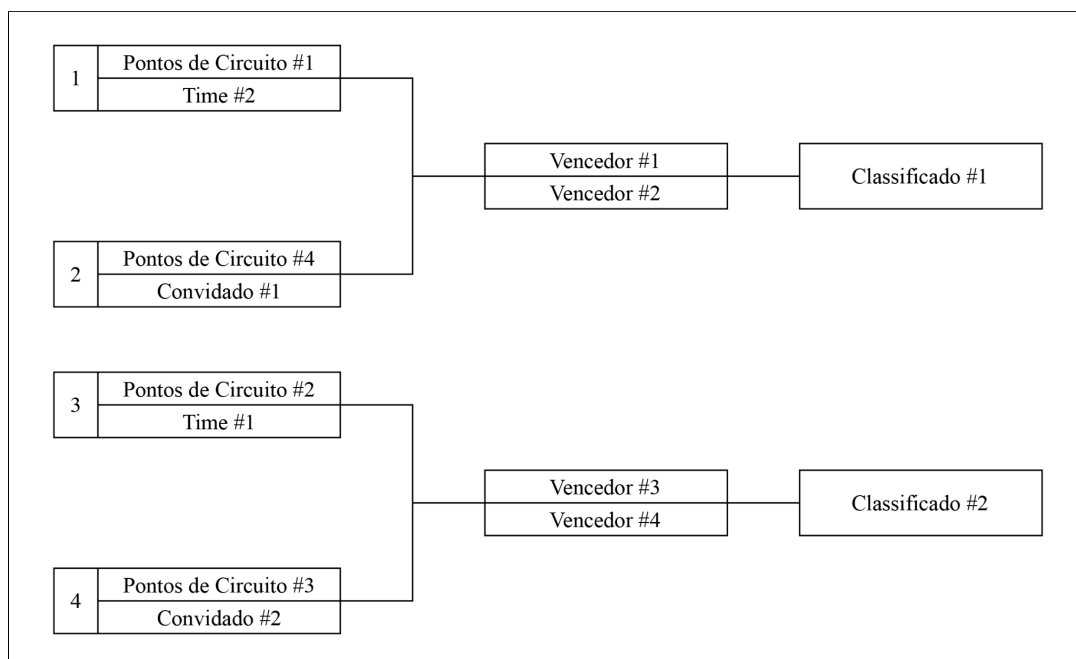 1
Pontos de Circuito #1
Time #2
2
Pontos de Circuito #4
Convidado #1
Vencedor #1
Vencedor #2
Classificado #1
3
Pontos de Circuito #2
Time #1
4
Pontos de Circuito #3
Convidado #2
Vencedor #3
Vencedor #4
Classificado #2